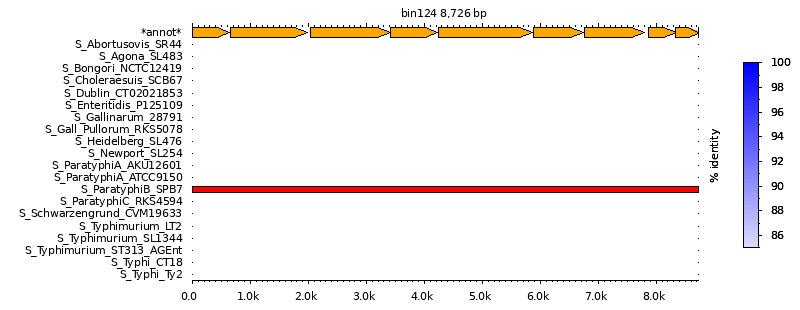 bin124 8,726 bp
*annot*
S_Abortusovis_SR44
S_Agona_SL483
S_Bongori_NCTC12419
S_Choleraesuis_SCB67
S_Dublin_CT02021853
S_Enteritidis_P125109
S_Gallinarum_28791
S_Gall_Pullorum_RKS5078
S_Heidelberg_SL476
S_Newport_SL254
S_ParatyphiA_AKU12601
S_ParatyphiA_ATCC9150
S_ParatyphiB_SPB7
S_ParatyphiC_RKS4594
S_Schwarzengrund_CVM19633
S_Typhimurium_LT2
S_Typhimurium_SL1344
S_Typhimurium_ST313_AGEnt
S_Typhi_CT18
S_Typhi_Ty2
0.0 1.0k 2.0k 3.0k 4.0k 5.0k 6.0k 7.0k 8.0k
% identity
100
98
96
94
92
90
88
86